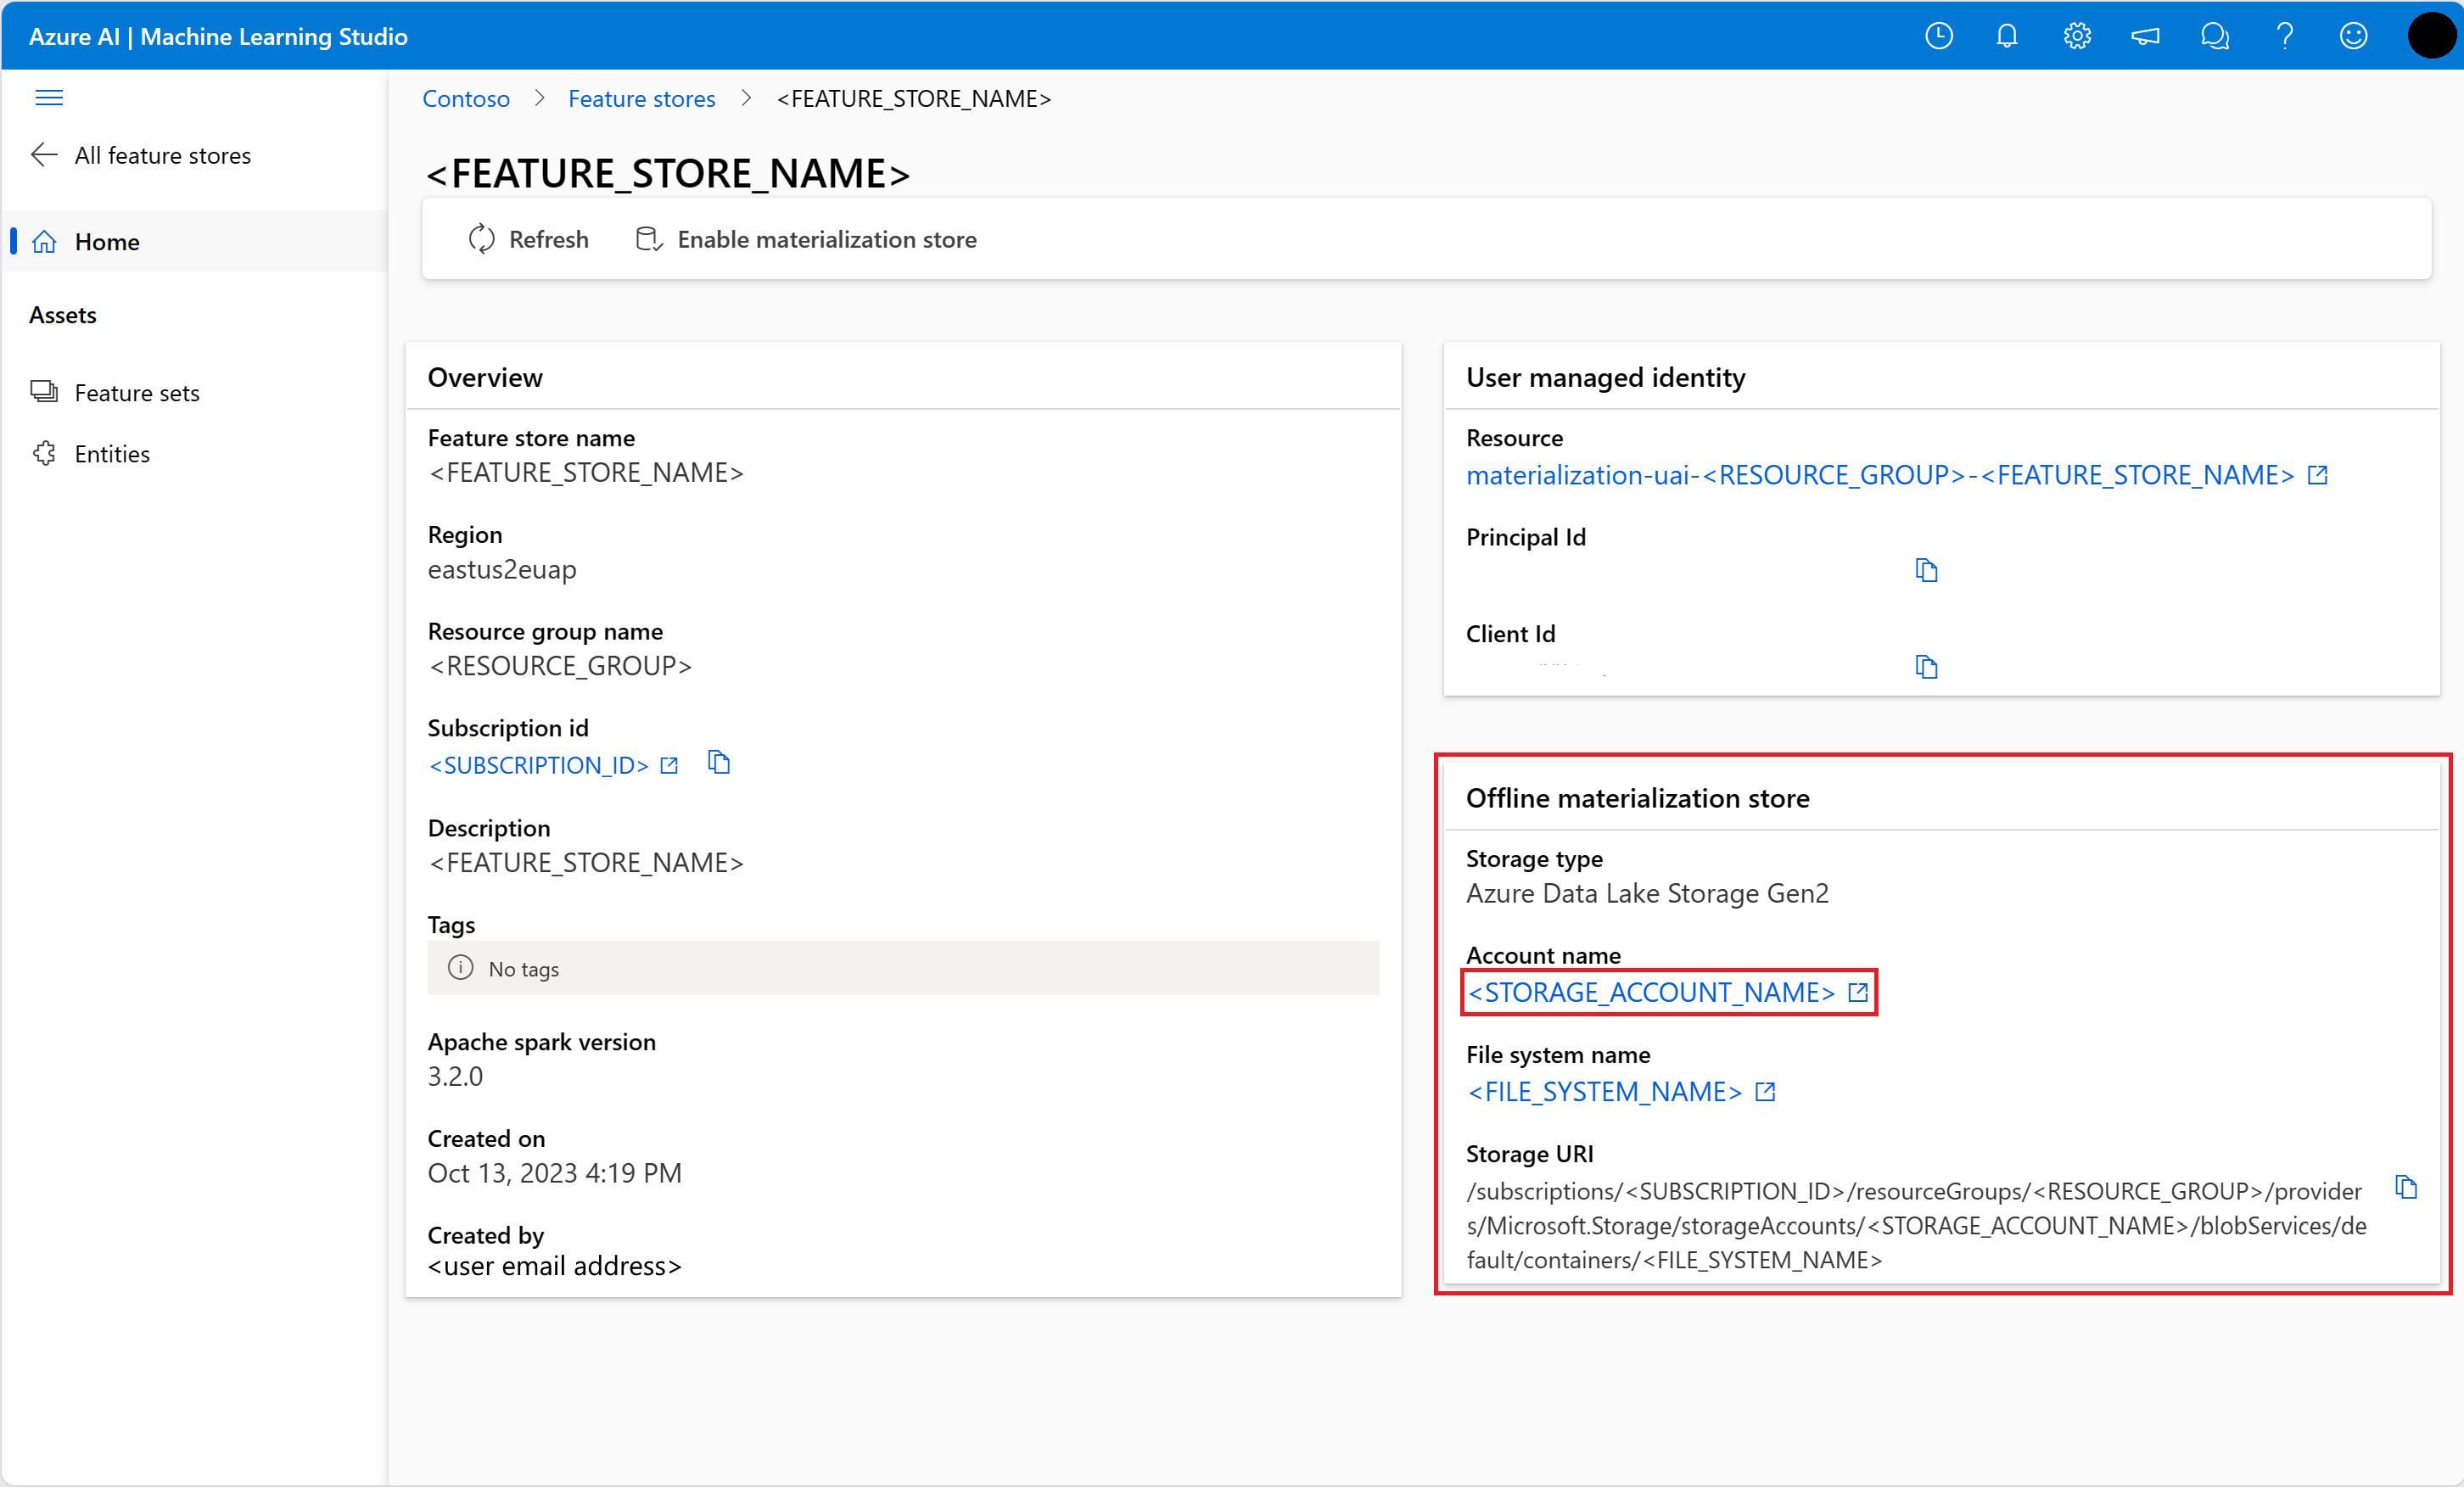 Azure AI | Machine Learning Studio
All feature stores
Home
Assets
Feature sets
Entities
Contoso > Feature stores > <FEATURE_STORE_NAME>
<FEATURE_STORE_NAME>
Refresh Enable materialization store
Overview
Feature store name
<FEATURE_STORE_NAME>
Region
eastus2euap
Resource group name
<RESOURCE_GROUP>
Subscription id
<SUBSCRIPTION_ID>
Description
<FEATURE_STORE_NAME>
Tags
No tags
Apache spark version
3.2.0
Created on
Oct 13, 2023 4:19 PM
Created by
<user email address>
User managed identity
Resource
materialization-uai-<RESOURCE_GROUP>-<FEATURE_STORE_NAME>
Principal Id
Client Id
Offline materialization store
Storage type
Azure Data Lake Storage Gen2
Account name
<STORAGE_ACCOUNT_NAME>
File system name
<FILE_SYSTEM_NAME>
Storage URI
/subscriptions/<SUBSCRIPTION_ID>/resourceGroups/<RESOURCE_GROUP>/provider
s/Microsoft.Storage/storageAccounts/<STORAGE_ACCOUNT_NAME>/blobServices/de
fault/containers/<FILE_SYSTEM_NAME>